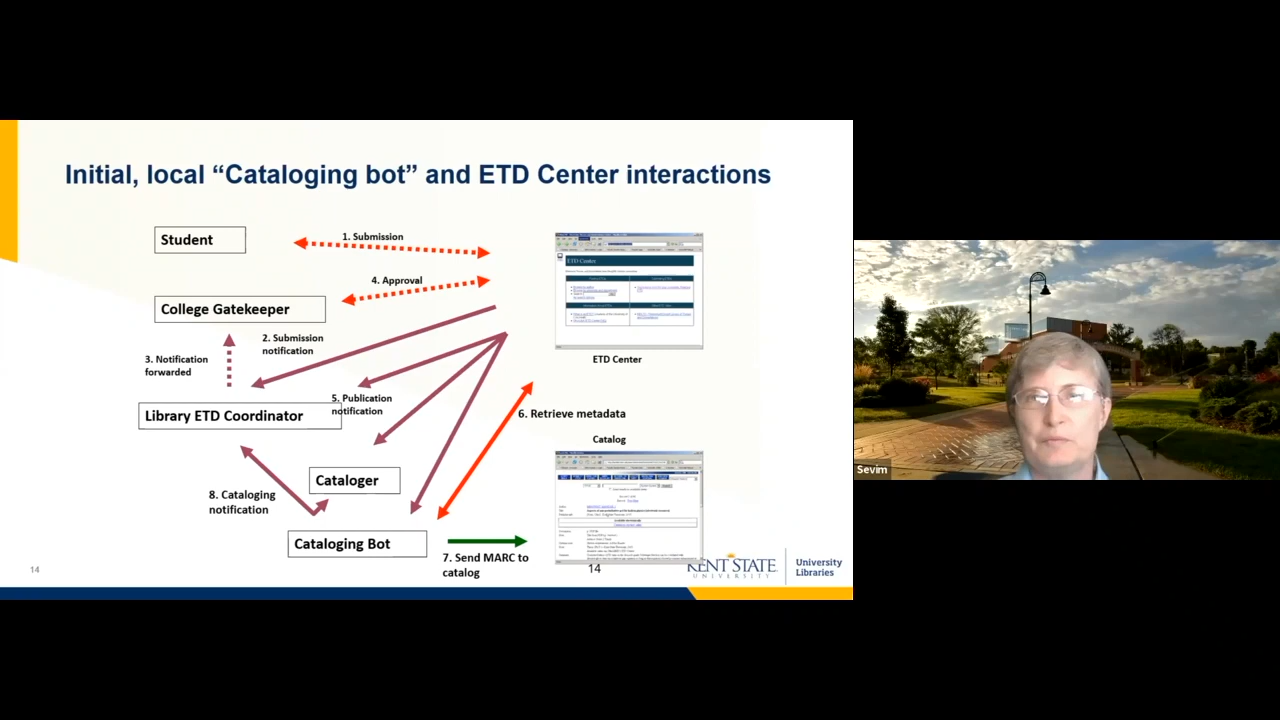 Initial, local “Cataloging bot” and ETD Center interactions
Student
1. Submission
ETD Center
4. Approval
College Gatekeeper
2. Submission
notification
3. Notification
forwarded
ETD Center
5. Publication
notification
Library ETD Coordinator
6. Retrieve metadata
Catalog
Cataloger
8. Cataloging
notification
Cataloging Bot
7. Send MARC to
catalog
14
14
KENT STATE
UNIVERSITY
University
Libraries
Sevim